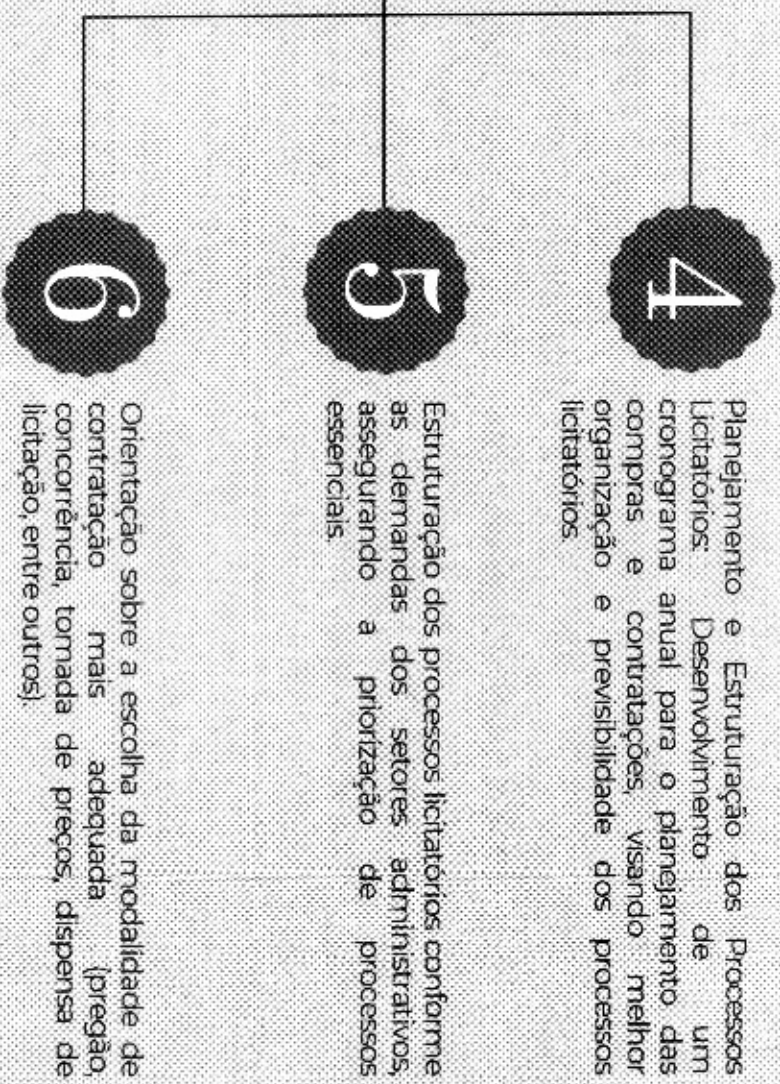 4
Planejamento e Estruturação dos Processos
Licitatórios: Desenvolvimento de um
cronograma anual para o planejamento das
compras e contratações, visando melhor
organização e previsibilidade dos processos
licitatórios.
5
Estruturação dos processos licitatórios conforme
as demandas dos setores administrativos,
assegurando a priorização de processos
essenciais.
6
Orientação sobre a escolha da modalidade de
contratação mais adequada (pregão,
concorrência, tomada de preços, dispensa de
licitação, entre outros).